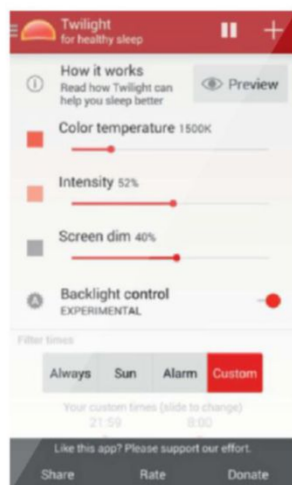 Twilight
for healthy sleep
How it works
Read how Twilight can
help you sleep better
Preview
Color temperature 1500K
Intensity 52%
Screen dim 40%
A
Backlight control
EXPERIMENTAL
Filter times
Always Sun Alarm Custom
Your custom times (slide to change)
21:59 8:00
Like this app? Please support our effort.
Share Rate Donate